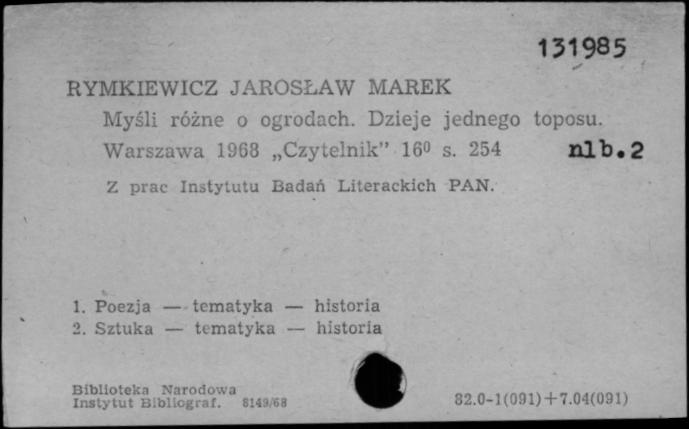 131985
RYMKIEWICZ JAROSŁAW MAREK
Myśli różne o ogrodach. Dzieje jednego toposu.
Warszawa 1968 „Czytelnik” 16⁰ s. 254 nlb.2
Z prac Instytutu Badań Literackich PAN.
1. Poezja — tematyka — historia
2. Sztuka — tematyka — historia
Biblioteka Narodowa
Instytut Bibliograf. 8149/68
82.0-1(091)+7.04(091)